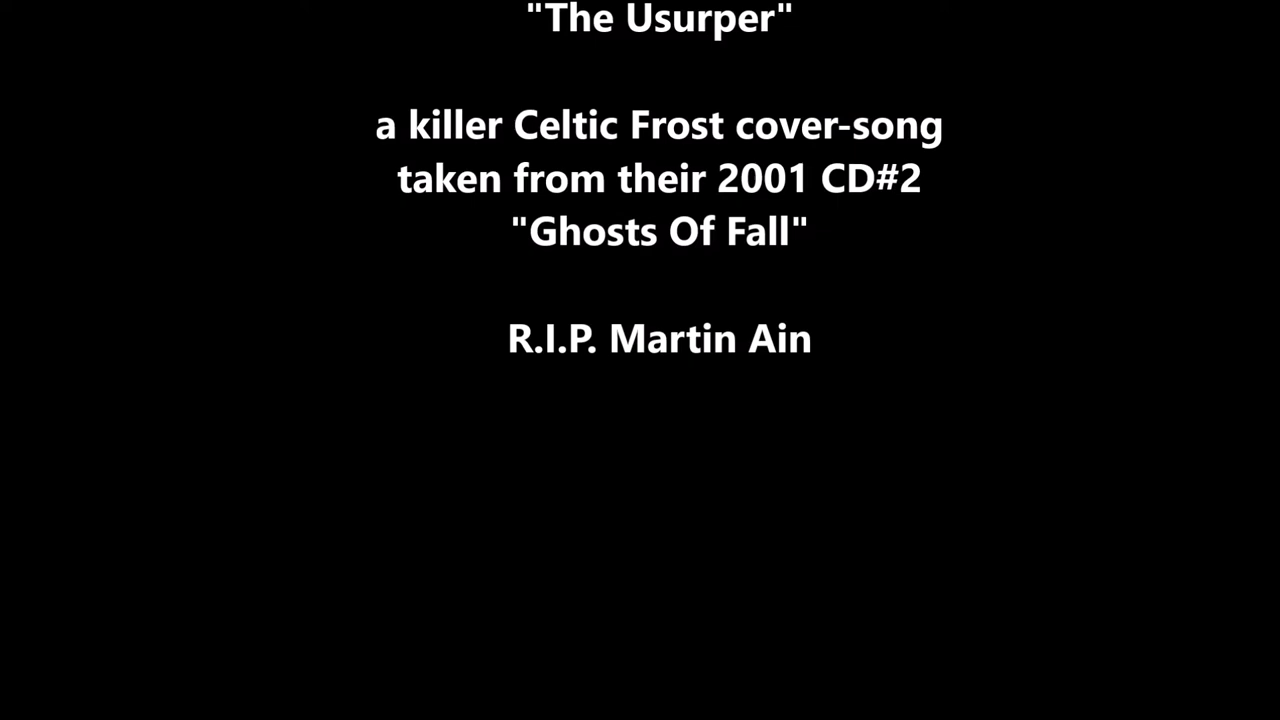 "The Usurper"
a killer Celtic Frost cover-song
taken from their 2001 CD#2
"Ghosts Of Fall"
R.I.P. Martin Ain